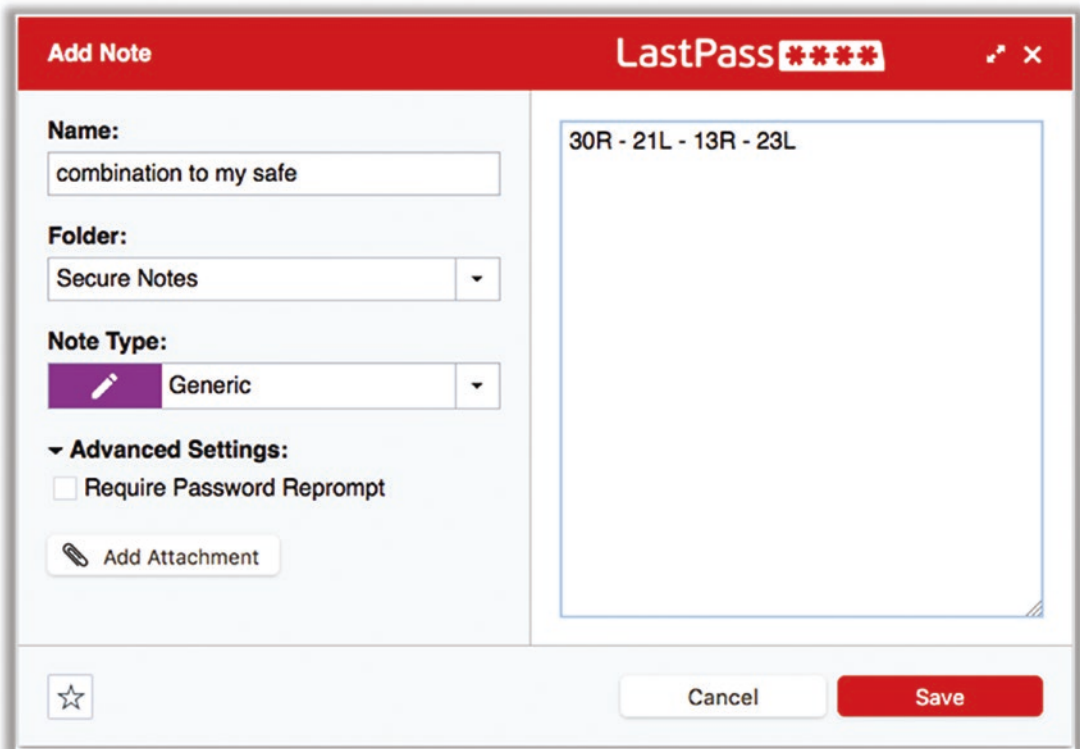 Add Note
LastPass ****
Name:
combination to my safe
Folder:
Secure Notes
Note Type:
Generic
Advanced Settings:
Require Password Reprompt
Add Attachment
30R - 21L - 13R - 23L
Cancel
Save